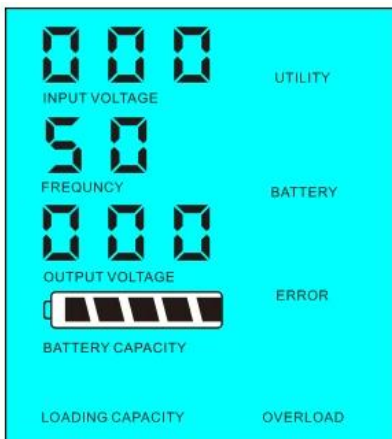 000
UTILITY
INPUT VOLTAGE
50
FREQUNCY
BATTERY
000
OUTPUT VOLTAGE
ERROR
BATTERY CAPACITY
LOADING CAPACITY
OVERLOAD